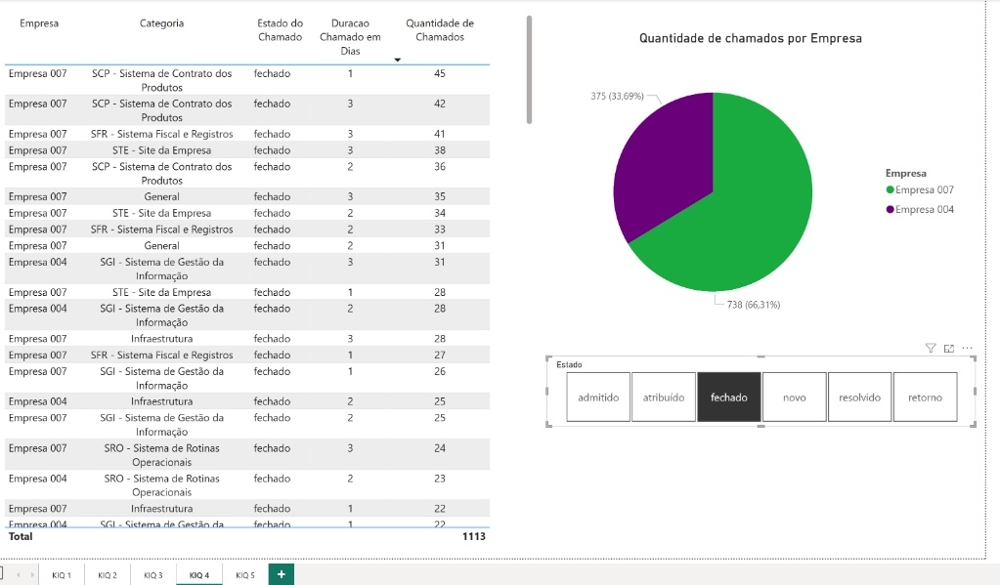 Empresa Categoria Estado do Chamado Duracao Chamado em Dias Quantidade de Chamados
Empresa 007 SCP - Sistema de Contrato dos Produtos fechado 1 45
Empresa 007 SCP - Sistema de Contrato dos Produtos fechado 3 42
Empresa 007 SFR - Sistema Fiscal e Registros fechado 3 41
Empresa 007 STE - Site da Empresa fechado 3 38
Empresa 007 SCP - Sistema de Contrato dos Produtos fechado 2 36
Empresa 007 General fechado 3 35
Empresa 007 STE - Site da Empresa fechado 2 34
Empresa 007 SFR - Sistema Fiscal e Registros fechado 2 33
Empresa 007 General fechado 2 31
Empresa 004 SGI - Sistema de Gestão da Informação fechado 3 31
Empresa 007 STE - Site da Empresa fechado 1 28
Empresa 004 SGI - Sistema de Gestão da Informação fechado 2 28
Empresa 007 Infraestrutura fechado 3 28
Empresa 007 SFR - Sistema Fiscal e Registros fechado 1 27
Empresa 007 SGI - Sistema de Gestão da Informação fechado 1 26
Empresa 004 Infraestrutura fechado 2 25
Empresa 007 SGI - Sistema de Gestão da Informação fechado 2 25
Empresa 007 SRO - Sistema de Rotinas Operacionais fechado 3 24
Empresa 004 SRO - Sistema de Rotinas Operacionais fechado 2 23
Empresa 007 Infraestrutura fechado 1 22
Empresa 004 SGI - Sistema de Gestão da fechado 1 22
Total 1113
Quantidade de chamados por Empresa
375 (33,69%)
738 (66,31%)
Empresa
Empresa 007
Empresa 004
Estado
admitido atribuído fechado novo resolvido retorno
KIQ 1 KIQ 2 KIQ 3 KIQ 4 KIQ 5 +